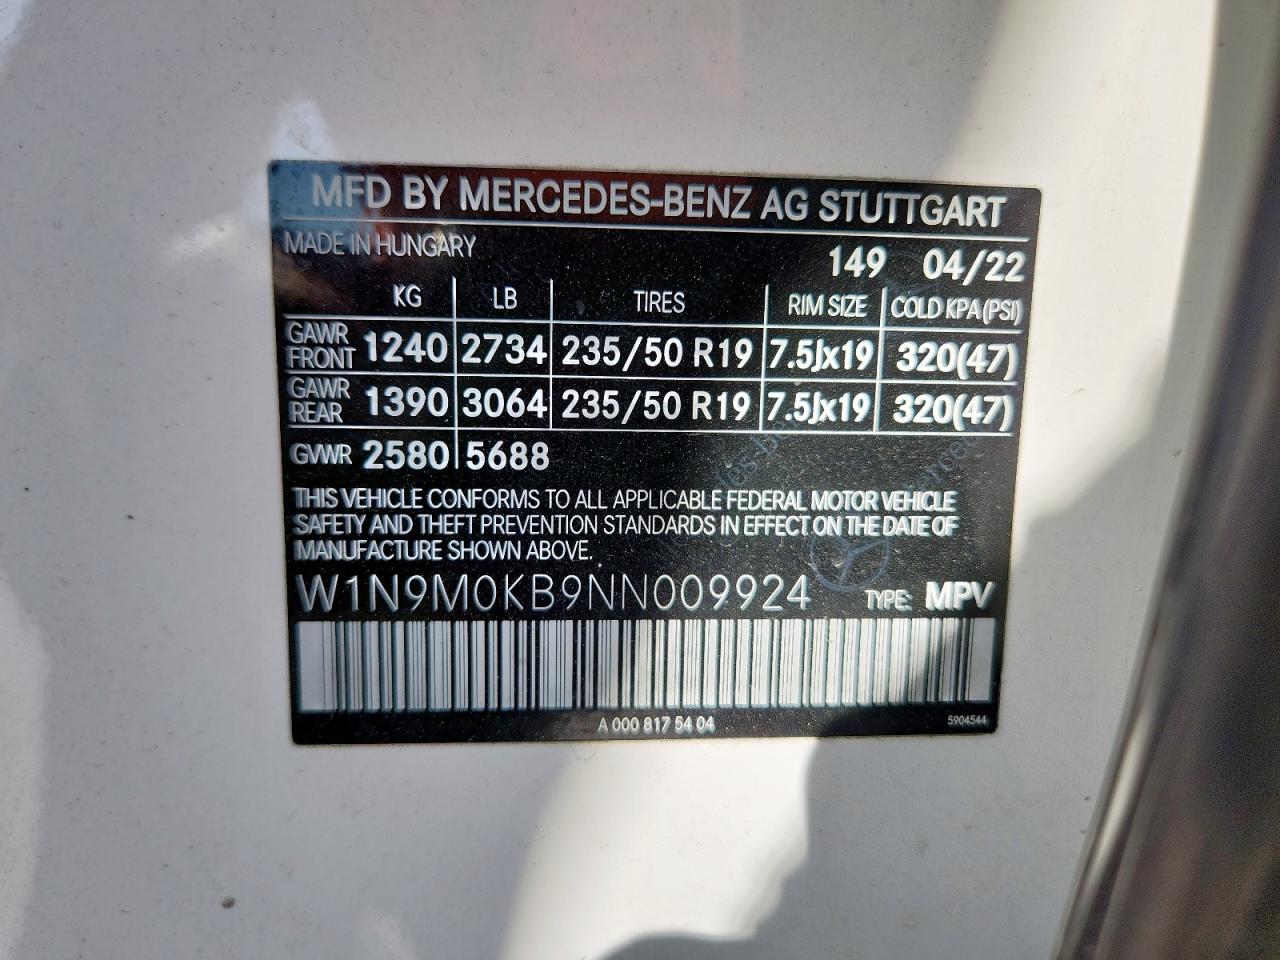 MFD BY MERCEDES-BENZ AG STUTTGART
MADE IN HUNGARY 149 04/22
KG LB TIRES RIM SIZE COLD KPA (PSI)
GAWR FRONT 1240 2734 235/50 R19 7.5Jx19 320(47)
GAWR REAR 1390 3064 235/50 R19 7.5Jx19 320(47)
GVWR 2580 5688
THIS VEHICLE CONFORMS TO ALL APPLICABLE FEDERAL MOTOR VEHICLE
SAFETY AND THEFT PREVENTION STANDARDS IN EFFECT ON THE DATE OF
MANUFACTURE SHOWN ABOVE.
W1N9M0KB9NN009924 TYPE: MPV
A 000 817 54 04 5904544